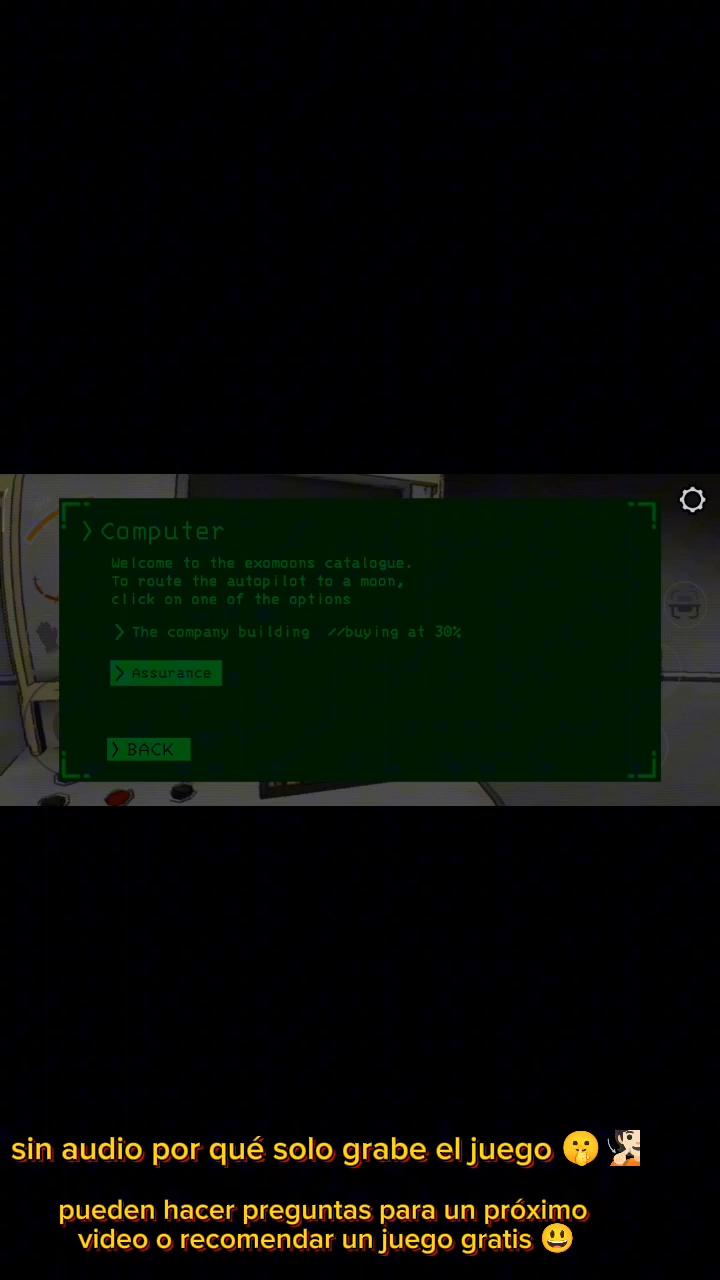 > Computer
Welcome to the exomoons catalogue.
To route the autopilot to a moon,
click on one of the options
> The company building //buying at 30%
> Assurance
> BACK
sin audio por qué solo grabe el juego 🤫
pueden hacer preguntas para un próximo
video o recomendar un juego gratis 😃